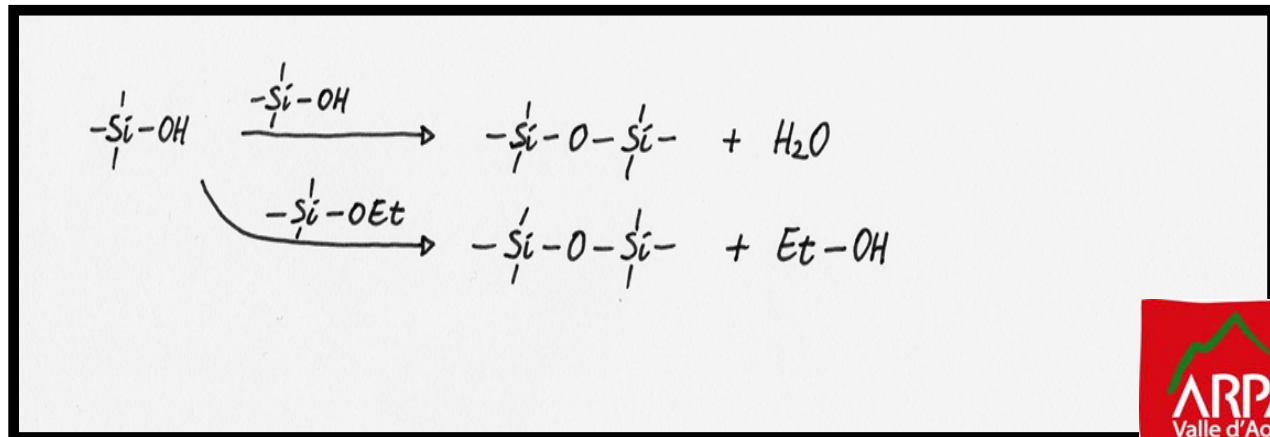 -Si-OH
-Si-OH
-Si-O-Si- + H₂O
-Si-OEt
-Si-O-Si- + Et-OH
ARPA
Valle d'Ao